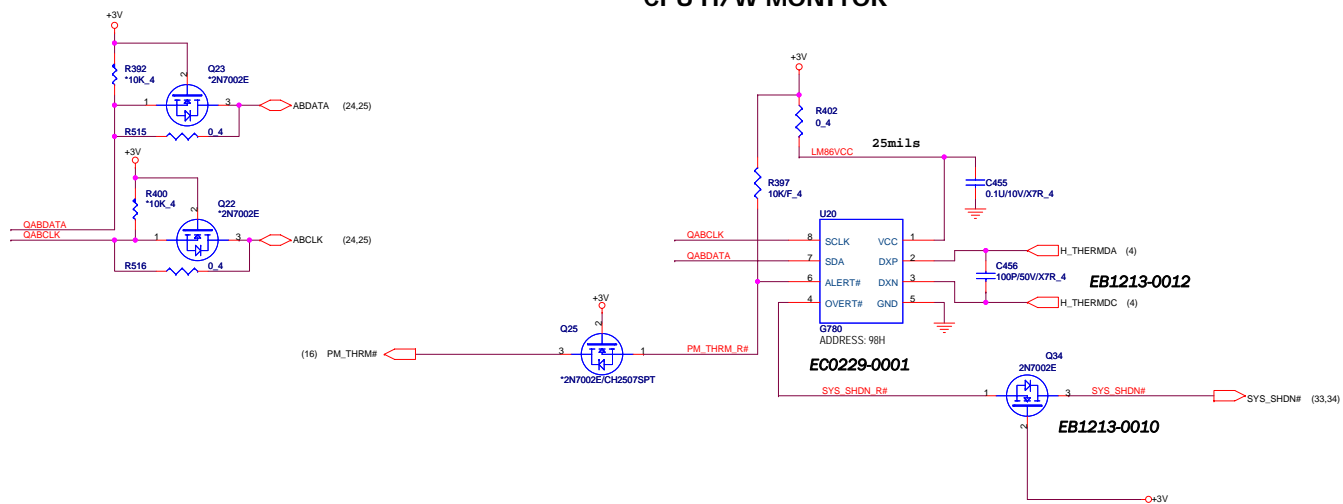 CPU H/W MONITOR
+3V
R392
*10K_4
Q23
*2N7002E
2
1
3
ABDATA (24,25)
R515
0_4
+3V
R400
*10K_4
Q22
*2N7002E
2
QABDATA
QABCLK
1
3
ABCLK (24,25)
R516
0_4
+3V
R402
0_4
25mils
LM86VCC
R397
10K/F_4
C455
0.1U/10V/X7R_4
U20
QABCLK
8
SCLK
VCC
1
QABDATA
7
SDA
DXP
2
H_THERMDA (4)
6
ALERT#
DXN
3
C456
100P/50V/X7R_4
EB1213-0012
4
OVERT#
GND
5
H_THERMDC (4)
G780
ADDRESS: 98H
EC0229-0001
+3V
Q25
2
(16) PM_THRM#
3
1
PM_THRM_R#
*2N7002E/CH2507SPT
Q34
2N7002E
SYS_SHDN_R#
1
3
SYS_SHDN#
SYS_SHDN# (33,34)
2
EB1213-0010
+3V